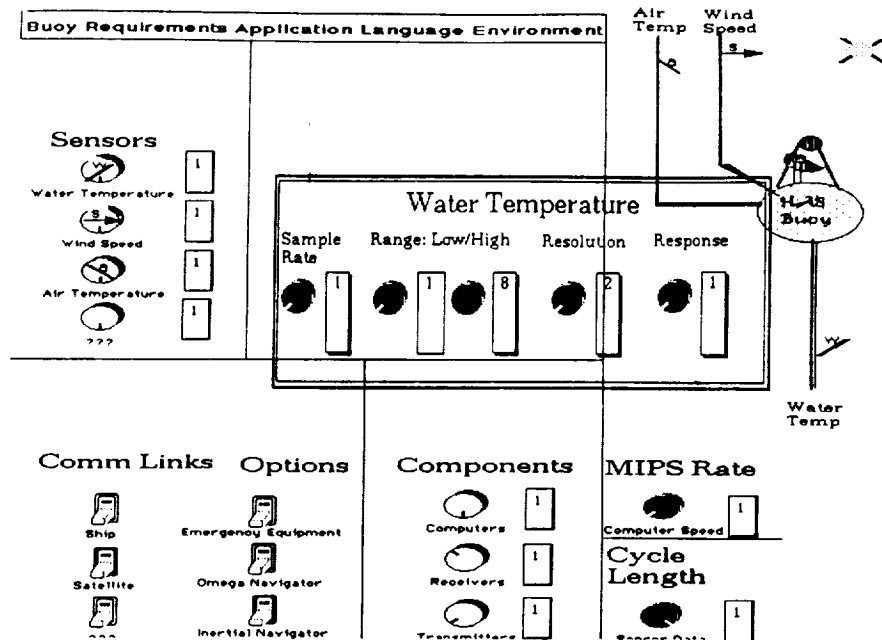 Buoy Requirements Application Language Environment
Air
Temp
Wind
Speed
S
Sensors
1
Water Temperature
S
1
Wind Speed
1
Air Temperature
1
???
Water Temperature
Sample
Rate
Range: Low/High
Resolution
Response
1
1
8
2
1
Buoy
W
Water
Temp
Comm Links
Options
Components
MIPS Rate
Ship
Emergency Equipment
Computers
1
Computer Speed
1
Satellite
Omega Navigator
Receivers
1
Cycle
Length
???
Inertial Navigator
Transmitters
1
Sensor Data
1